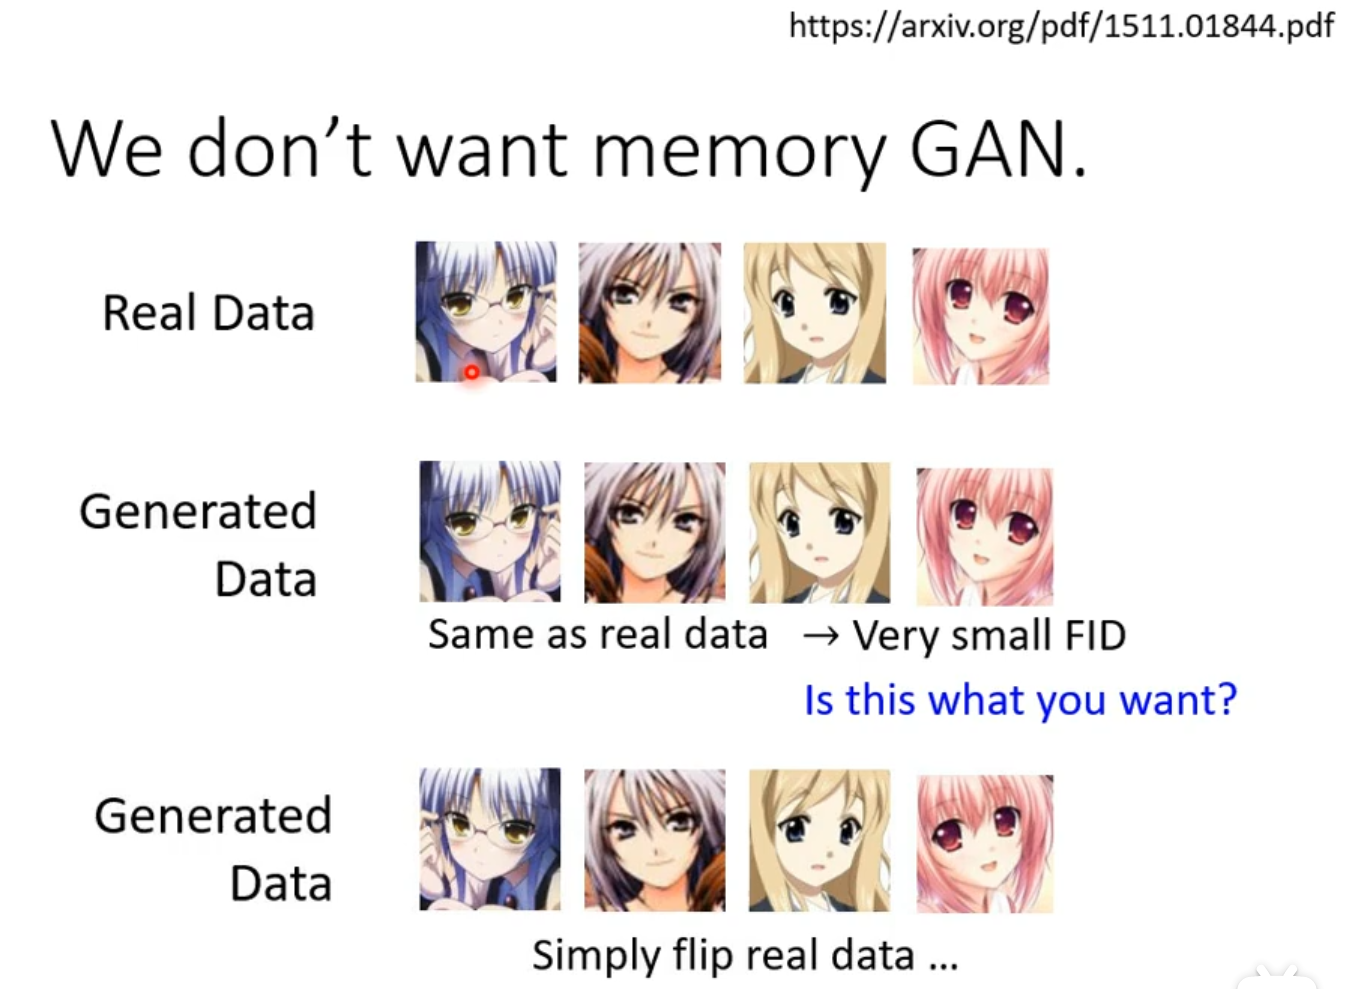 https://arxiv.org/pdf/1511.01844.pdf
We don’t want memory GAN.
Real Data
Generated
Data
Same as real data → Very small FID
Is this what you want?
Generated
Data
Simply flip real data ...